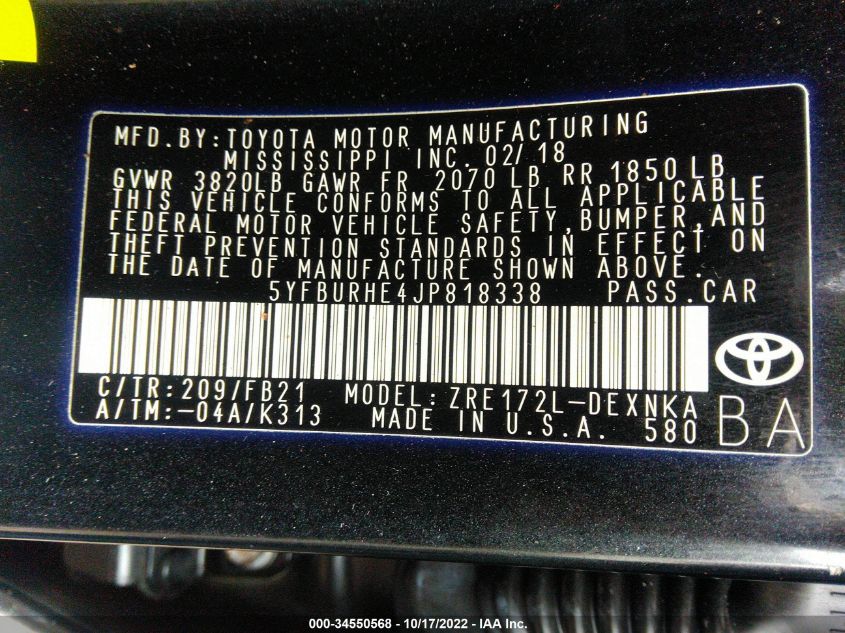 MFD.BY:TOYOTA MOTOR MANUFACTURING
MISSISSIPPI INC. 02/18
GVWR 3820LB GAWR FR 2070 LB RR 1850LB
THIS VEHICLE CONFORMS TO ALL APPLICABLE
FEDERAL MOTOR VEHICLE SAFETY,BUMPER,AND
THEFT PREVENTION STANDARDS IN EFFECT ON
THE DATE OF MANUFACTURE SHOWN ABOVE.
5YFBURHE4JP818338 PASS.CAR
C/TR:209/FB21 MODEL:ZRE172L-DEXNKA
A/TM:-04A/K313 MADE IN U.S.A. 580
BA
000-34550568 - 10/17/2022 - IAA Inc.